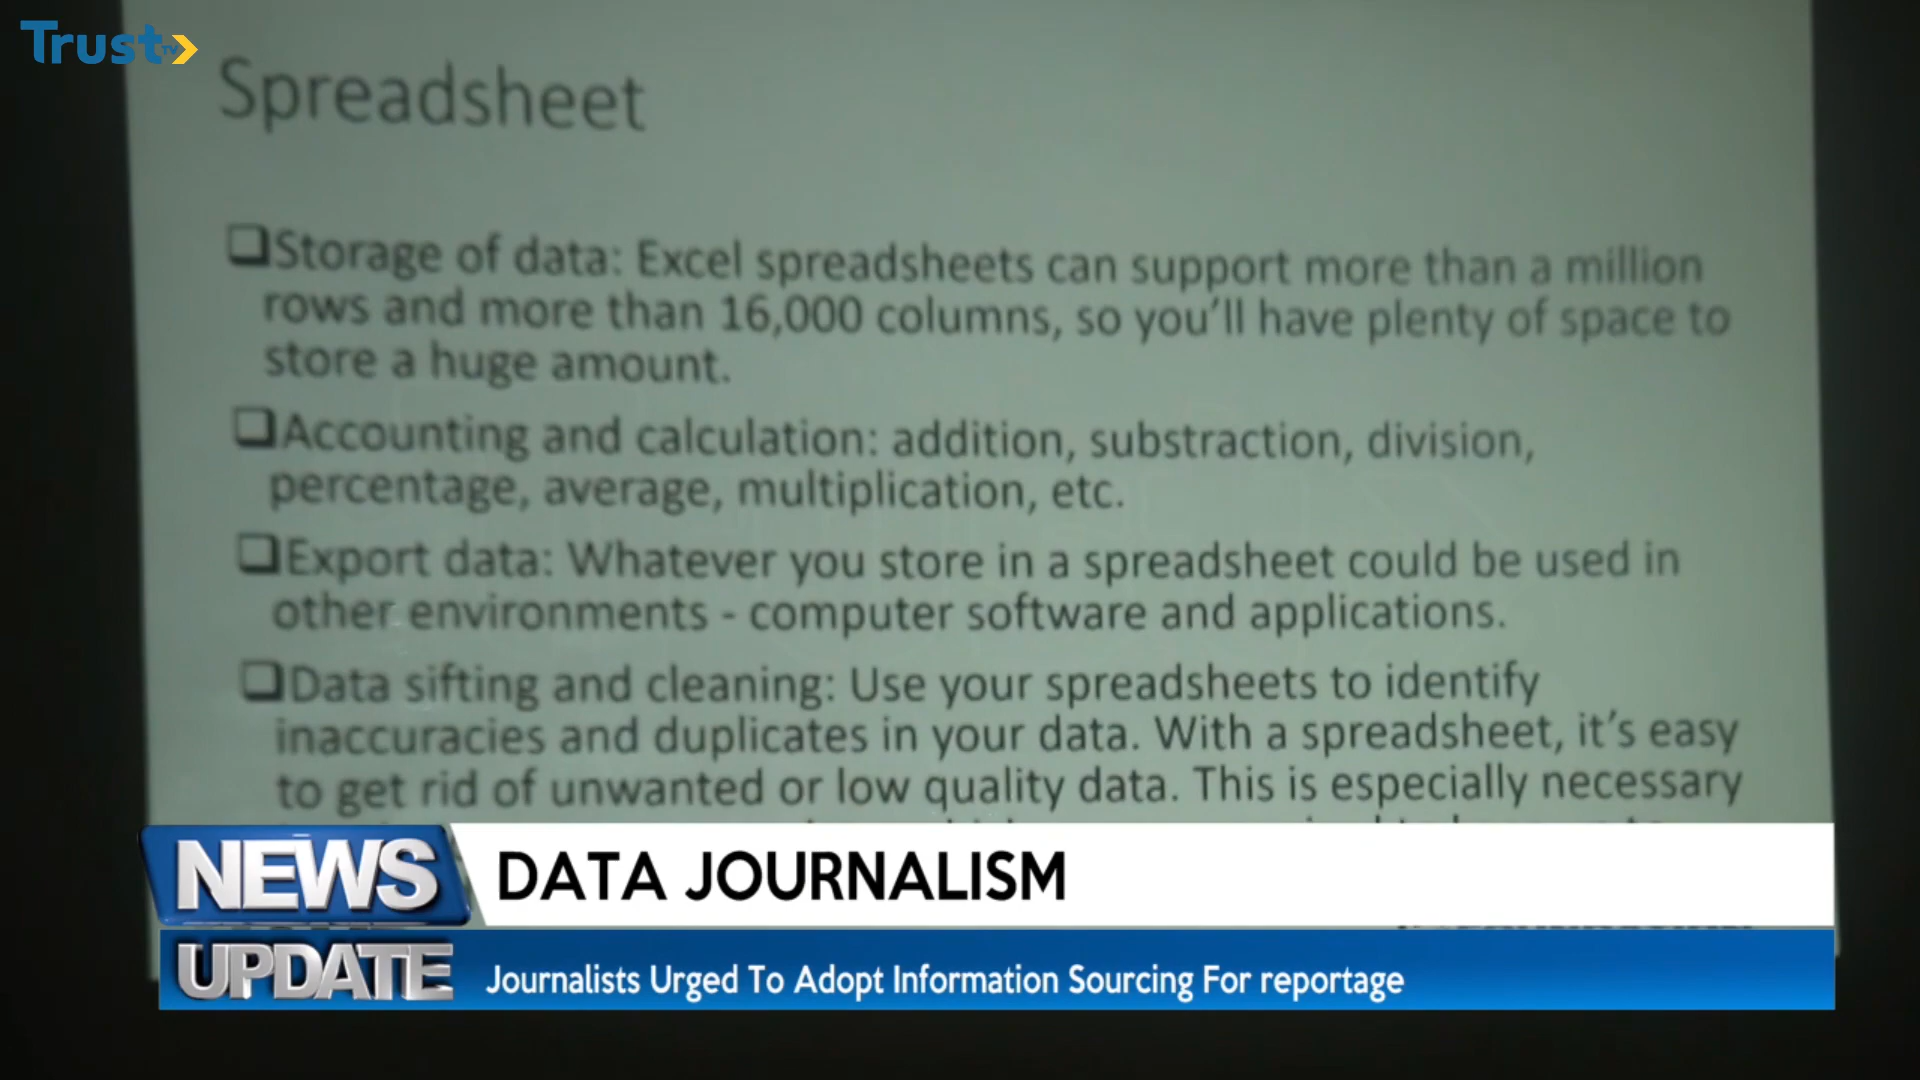 Trust TV
Spreadsheet
❑Storage of data: Excel spreadsheets can support more than a million
rows and more than 16,000 columns, so you'll have plenty of space to
store a huge amount.
❑Accounting and calculation: addition, substraction, division,
percentage, average, multiplication, etc.
❑Export data: Whatever you store in a spreadsheet could be used in
other environments - computer software and applications.
❑Data sifting and cleaning: Use your spreadsheets to identify
inaccuracies and duplicates in your data. With a spreadsheet, it's easy
to get rid of unwanted or low quality data. This is especially necessary
NEWS
DATA JOURNALISM
UPDATE
Journalists Urged To Adopt Information Sourcing For reportage